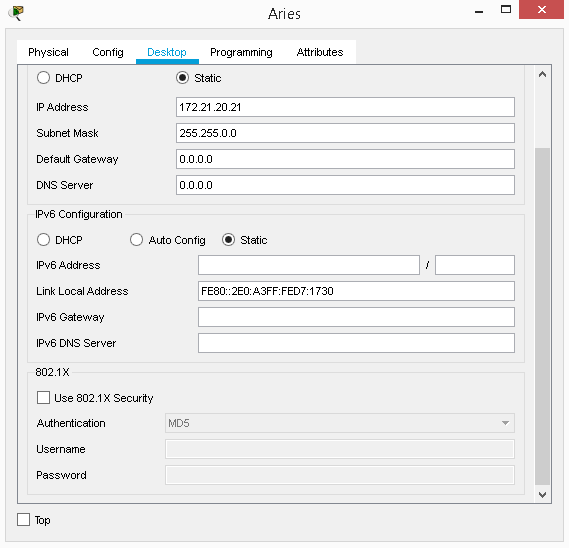 Aries
Physical Config Desktop Programming Attributes
DHCP Static
IP Address 172.21.20.21
Subnet Mask 255.255.0.0
Default Gateway 0.0.0.0
DNS Server 0.0.0.0
IPv6 Configuration
DHCP Auto Config Static
IPv6 Address /
Link Local Address FE80::2E0:A3FF:FED7:1730
IPv6 Gateway
IPv6 DNS Server
802.1X
Use 802.1X Security
Authentication MD5
Username
Password
Top